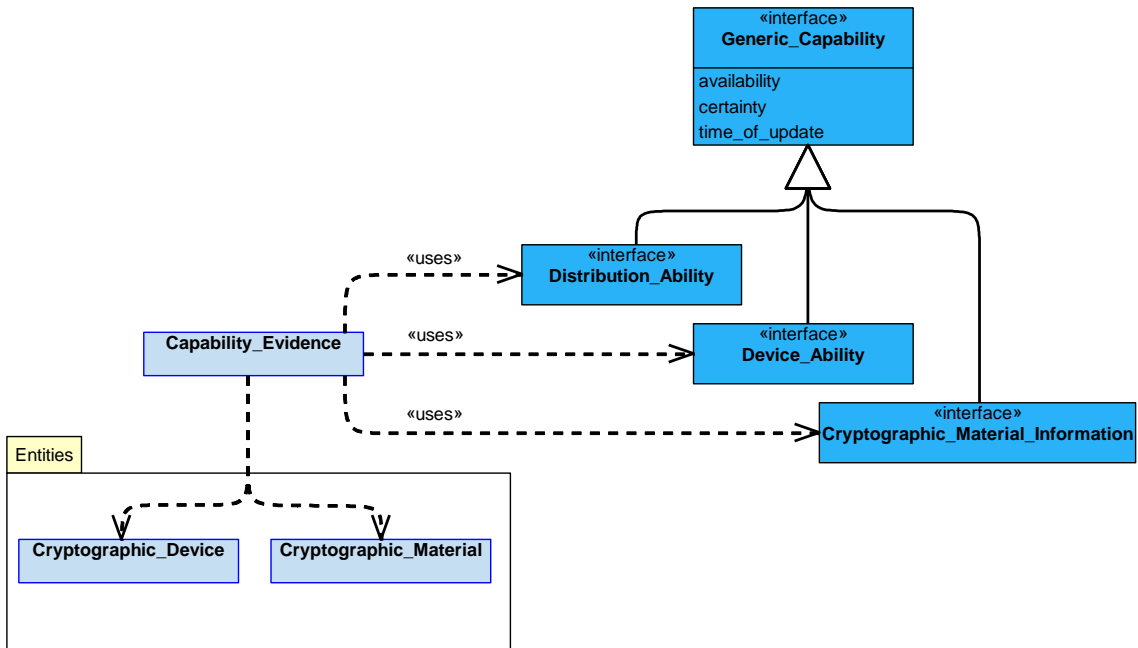 «interface»
Generic_Capability
availability
certainty
time_of_update
«uses»
«interface»
Distribution_Ability
Capability_Evidence
«uses»
«interface»
Device_Ability
«uses»
«interface»
Cryptographic_Material_Information
Entities
Cryptographic_Device
Cryptographic_Material